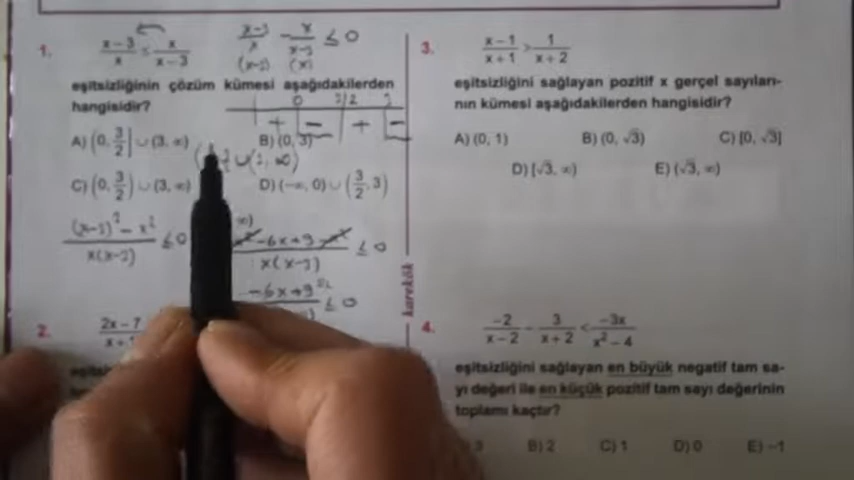 1. x-3/x ≤ x/x-3
x-3/x - x/x-3 ≤ 0
(x-3) (x)
eşitsizliğinin çözüm kümesi aşağıdakilerden
hangisidir?
0 3/2 3
+ - + -
A) (0, 3/2] ∪ (3, ∞) B) (0, 3)
C) (0, 3/2) ∪ (3, ∞) D) (-∞, 0) ∪ (3/2, 3)
(x-3)² - x²/x(x-3) ≤ 0
x² -6x+9 -x²/x(x-3) ≤ 0
-6x+9
≤ 0
2. 2x-7
3. x-1/x+1 > 1/x+2
eşitsizliğini sağlayan pozitif x gerçel sayıları-
nın kümesi aşağıdakilerden hangisidir?
A) (0, 1) B) (0, √3) C) [0, √3)
D) [√3, ∞) E) (√3, ∞)
karekök
4. -2/x-2 - 3/x+2 < -3x/x²-4
eşitsizliğini sağlayan en büyük negatif tam sa-
yı değeri ile en küçük pozitif tam sayı değerinin
toplamı kaçtır?
3 B) 2 C) 1 D) 0 E) -1